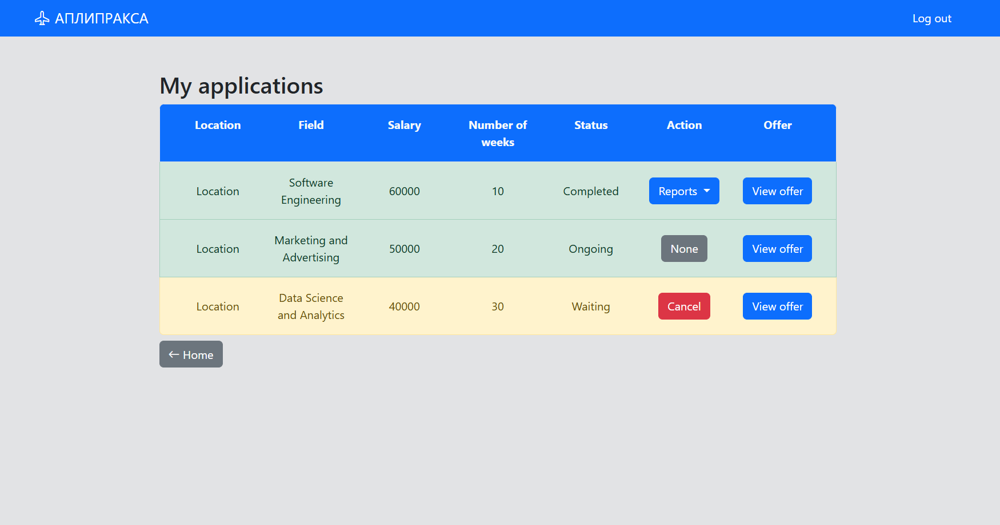 АПЛИПРАКСА
Log out
My applications
Location Field Salary Number of weeks Status Action Offer
Location Software Engineering 60000 10 Completed Reports View offer
Location Marketing and Advertising 50000 20 Ongoing None View offer
Location Data Science and Analytics 40000 30 Waiting Cancel View offer
← Home